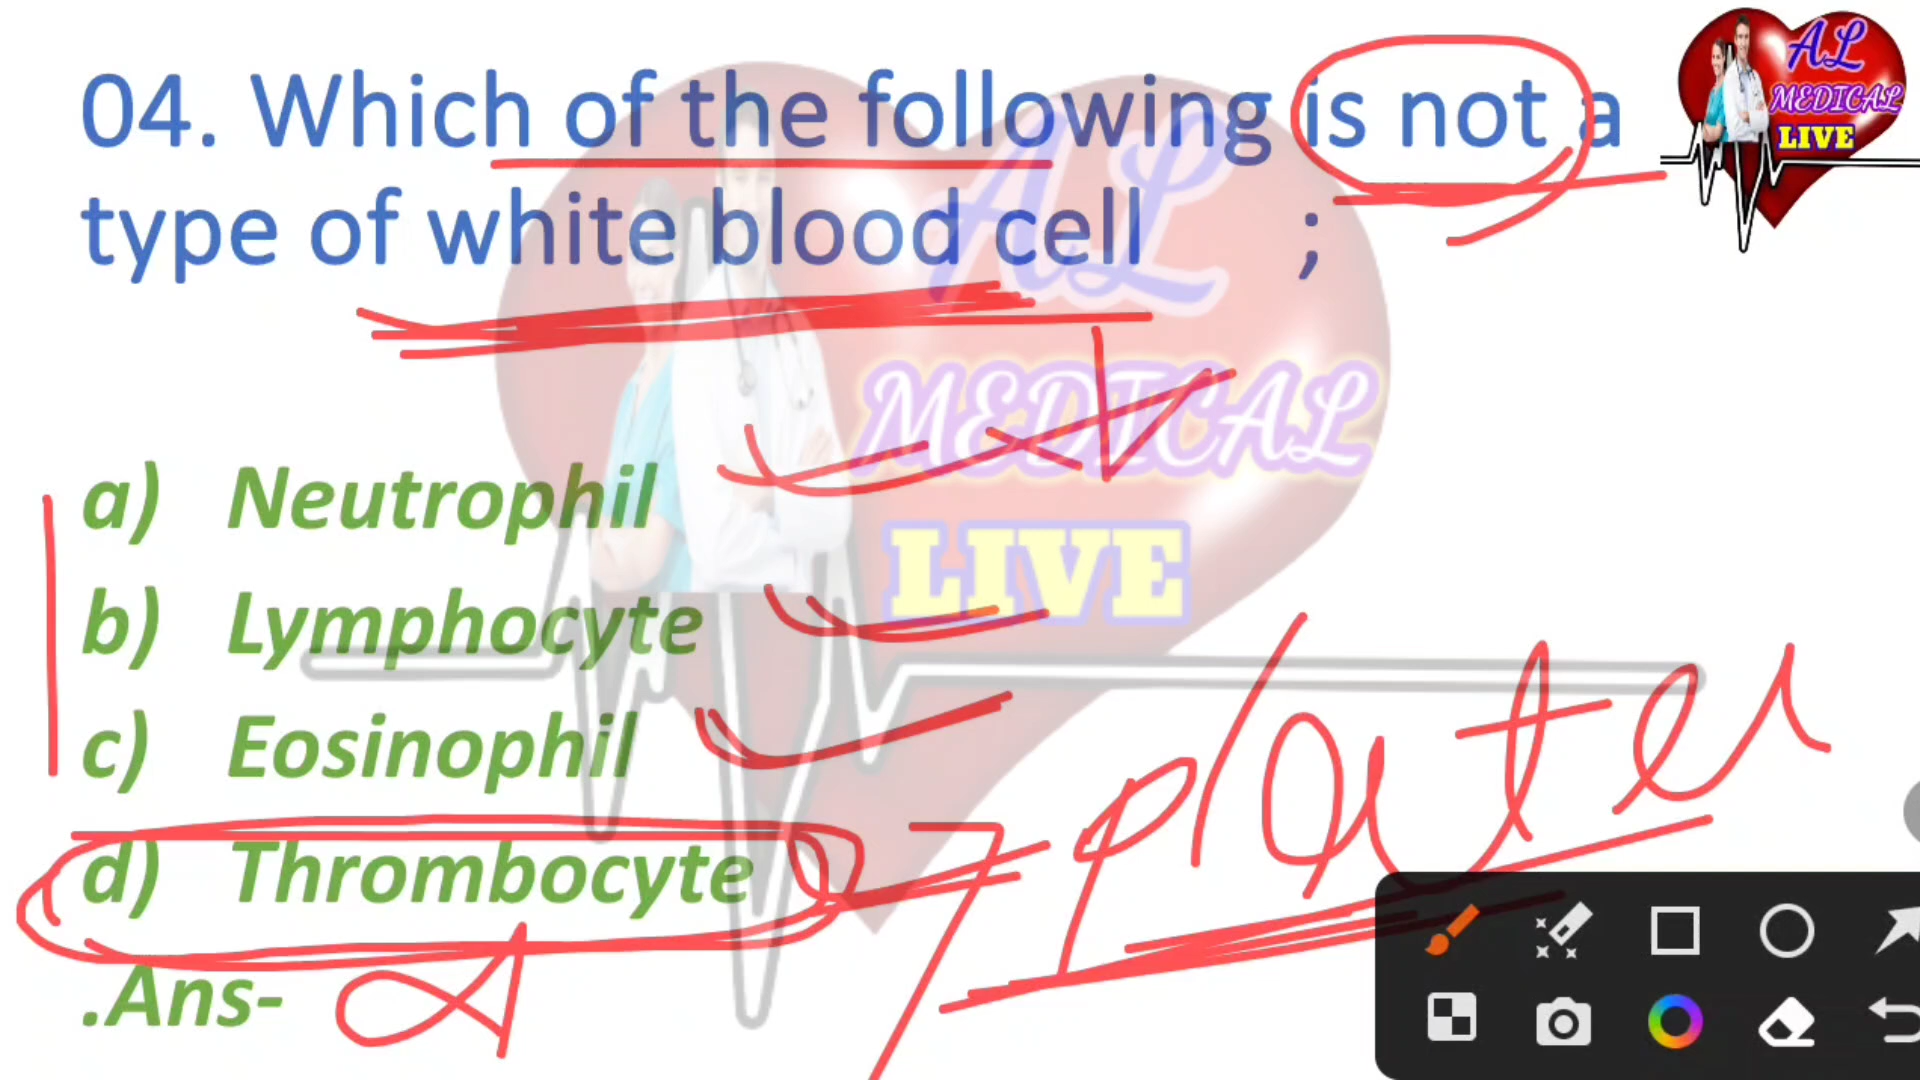 04. Which of the following is not a
type of white blood cell ;
a) Neutrophil
b) Lymphocyte
c) Eosinophil
d) Thrombocyte
.Ans- d
AL
MEDICAL
LIVE
AL
MEDICAL
LIVE